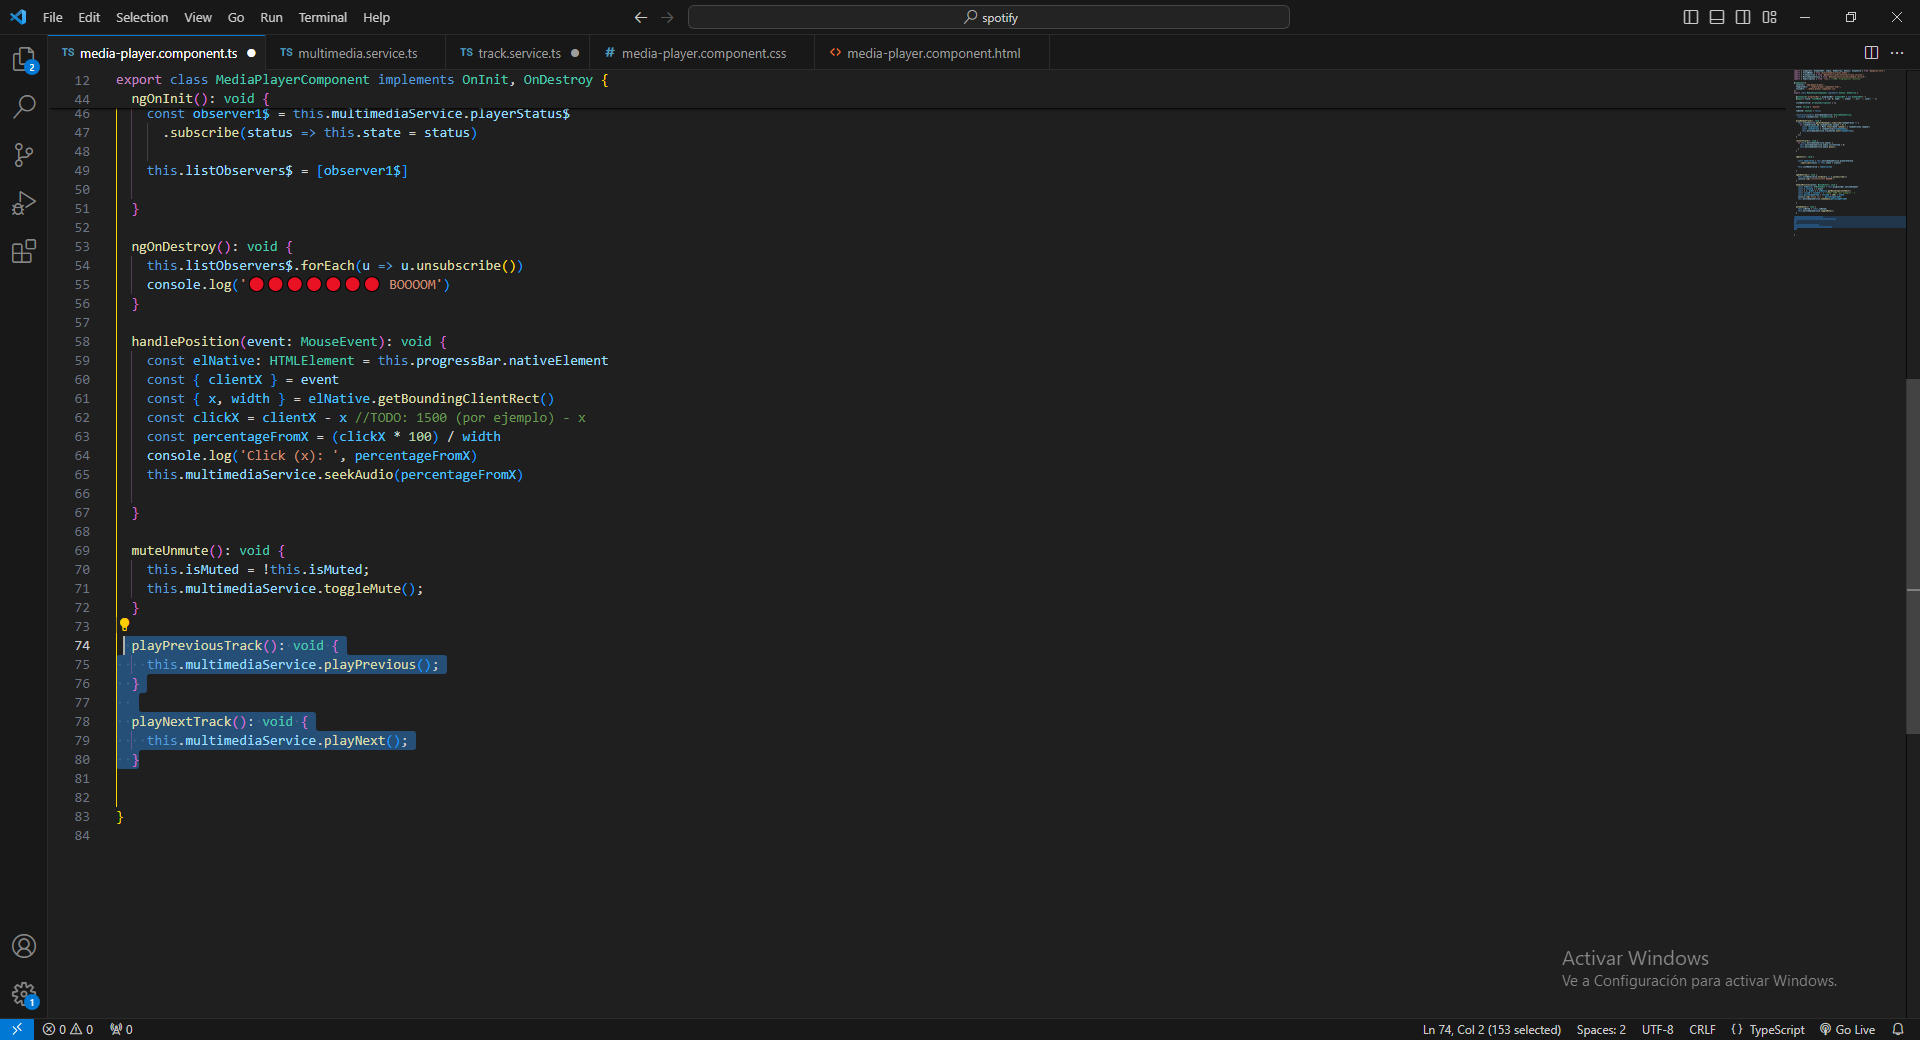 File Edit Selection View Go Run Terminal Help
spotify
TS media-player.component.ts
TS multimedia.service.ts
TS track.service.ts
# media-player.component.css
<> media-player.component.html
12 export class MediaPlayerComponent implements OnInit, OnDestroy {
44 ngOnInit(): void {
46 const observer1$ = this.multimediaService.playerStatus$
47 .subscribe(status => this.state = status)
48
49 this.listObservers$ = [observer1$]
50
51 }
52
53 ngOnDestroy(): void {
54 this.listObservers$.forEach(u => u.unsubscribe())
55 console.log('🔴🔴🔴🔴🔴🔴🔴 BOOOOM')
56 }
57
58 handlePosition(event: MouseEvent): void {
59 const elNative: HTMLElement = this.progressBar.nativeElement
60 const { clientX } = event
61 const { x, width } = elNative.getBoundingClientRect()
62 const clickX = clientX - x //TODO: 1500 (por ejemplo) - x
63 const percentageFromX = (clickX * 100) / width
64 console.log('Click (x): ', percentageFromX)
65 this.multimediaService.seekAudio(percentageFromX)
66
67 }
68
69 muteUnmute(): void {
70 this.isMuted = !this.isMuted;
71 this.multimediaService.toggleMute();
72 }
73
74 playPreviousTrack(): void {
75 this.multimediaService.playPrevious();
76 }
77
78 playNextTrack(): void {
79 this.multimediaService.playNext();
80 }
81
82
83 }
84
2
1
Activar Windows
Ve a Configuración para activar Windows.
0 0 0
Ln 74, Col 2 (153 selected) Spaces: 2 UTF-8 CRLF {} TypeScript Go Live